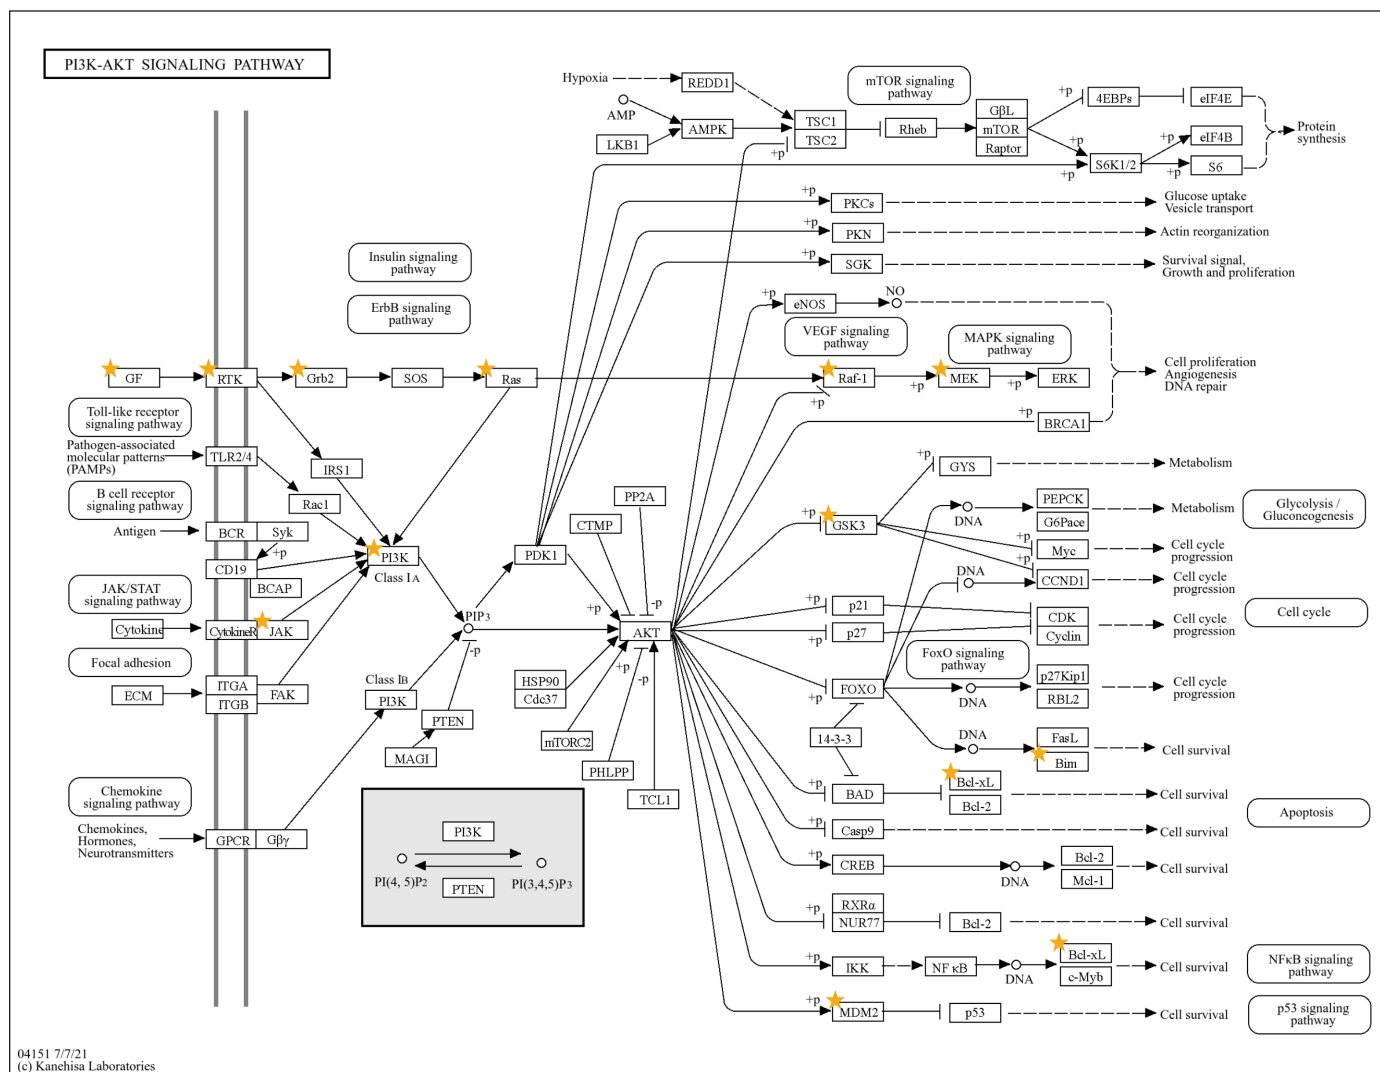 PI3K-AKT SIGNALING PATHWAY
Hypoxia
REDD1
mTOR signaling
pathway
AMP
LKB1
AMPK
TSC1
TSC2
+p
Rheb
GβL
mTOR
Raptor
+p
4EBPs
eIF4E
+p
eIF4B
+p
S6K1/2
+p
S6
Protein
synthesis
+p
PKCs
Glucose uptake
Vesicle transport
+p
PKN
Actin reorganization
+p
SGK
Survival signal,
Growth and proliferation
Insulin signaling
pathway
ErbB signaling
pathway
+p
eNOS
NO
VEGF signaling
pathway
MAPK signaling
pathway
GF
RTK
Grb2
SOS
Ras
Raf-1
+p
MEK
+p
ERK
+p
Cell proliferation
Angiogenesis
DNA repair
+p
BRCA1
Toll-like receptor
signaling pathway
Pathogen-associated
molecular patterns
(PAMPs)
TLR2/4
IRS1
Rac1
B cell receptor
signaling pathway
Antigen
BCR
Syk
+p
CD19
BCAP
PI3K
Class IA
JAK/STAT
signaling pathway
Cytokine
CytokineR
JAK
Focal adhesion
ECM
ITGA
ITGB
FAK
Chemokine
signaling pathway
Chemokines,
Hormones,
Neurotransmitters
GPCR
Gβγ
PIP3
-p
Class IB
PI3K
PTEN
MAGI
PDK1
CTMP
PP2A
+p
-p
AKT
HSP90
Cdc37
+p
-p
mTORC2
PHLPP
TCL1
PI3K
PI(4, 5)P2
PI(3,4,5)P3
PTEN
+p
GYS
Metabolism
+p
GSK3
DNA
PEPCK
G6Pace
Metabolism
Glycolysis /
Gluconeogenesis
+p
Myc
Cell cycle
progression
+p
DNA
CCND1
Cell cycle
progression
+p
p21
+p
p27
CDK
Cyclin
Cell cycle
progression
Cell cycle
FoxO signaling
pathway
+p
FOXO
DNA
p27Kip1
RBL2
Cell cycle
progression
14-3-3
DNA
FasL
Bim
Cell survival
+p
BAD
Bcl-xL
Bcl-2
Cell survival
Apoptosis
+p
Casp9
Cell survival
+p
CREB
DNA
Bcl-2
Mcl-1
Cell survival
+p
RXRα
NUR77
Bcl-2
Cell survival
+p
IKK
NFκB
DNA
Bcl-xL
c-Myb
Cell survival
NFκB signaling
pathway
+p
MDM2
p53
Cell survival
p53 signaling
pathway
04151 7/7/21
(c) Kanehisa Laboratories